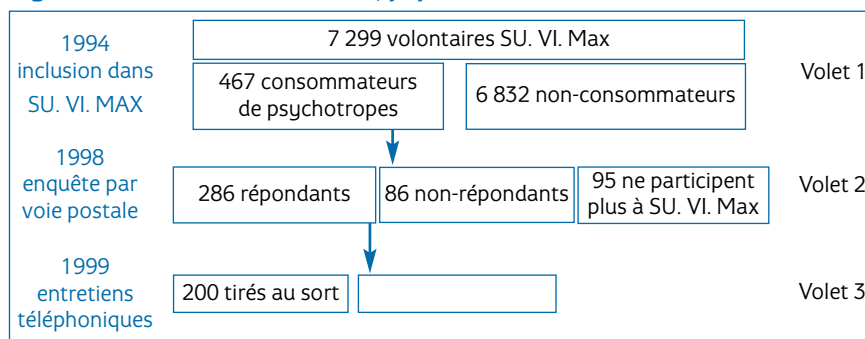 7 299 volontaires SU. VI. Max
1994
inclusion dans
SU. VI. MAX
467 consommateurs
de psychotropes
6 832 non-consommateurs
Volet 1
1998
enquête par
voie postale
286 répondants
86 non-répondants
95 ne participent
plus à SU. VI. Max
Volet 2
1999
entretiens
téléphoniques
200 tirés au sort
Volet 3